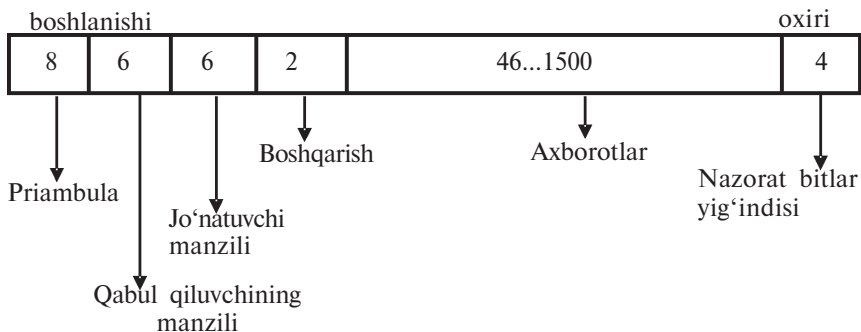 boshlanishi oxiri
8 6 6 2 46...1500 4
Boshqarish Axborotlar
Priambula
Nazorat bitlar
yig‘indisi
Jo‘natuvchi
manzili
Qabul qiluvchining
manzili